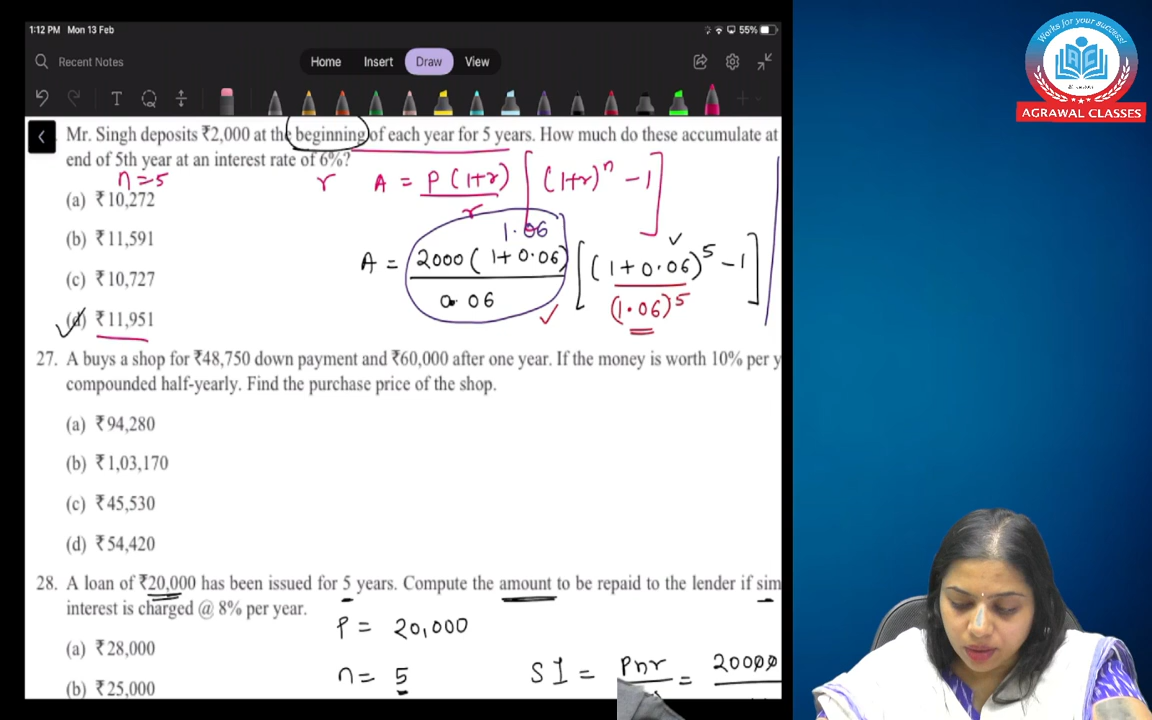 1:12 PM Mon 13 Feb
55%
Recent Notes
Home Insert Draw View
Mr. Singh deposits ₹2,000 at the beginning of each year for 5 years. How much do these accumulate at
end of 5th year at an interest rate of 6%?
n = 5
r
A = P (1+r) / r [ (1+r)^n - 1 ]
(a) ₹10,272
1.06
(b) ₹11,591
A = 2000 ( 1+0.06) / 0.06 [ (1+0.06)^5 - 1 ]
(c) ₹10,727
(1.06)^5
(d) ₹11,951
27. A buys a shop for ₹48,750 down payment and ₹60,000 after one year. If the money is worth 10% per y
compounded half-yearly. Find the purchase price of the shop.
(a) ₹94,280
(b) ₹1,03,170
(c) ₹45,530
(d) ₹54,420
28. A loan of ₹20,000 has been issued for 5 years. Compute the amount to be repaid to the lender if sim
interest is charged @ 8% per year.
P = 20,000
(a) ₹28,000
n = 5
SI = Pnr =
(b) ₹25,000
Works for your success!
AC
AGRAWAL CLASSES